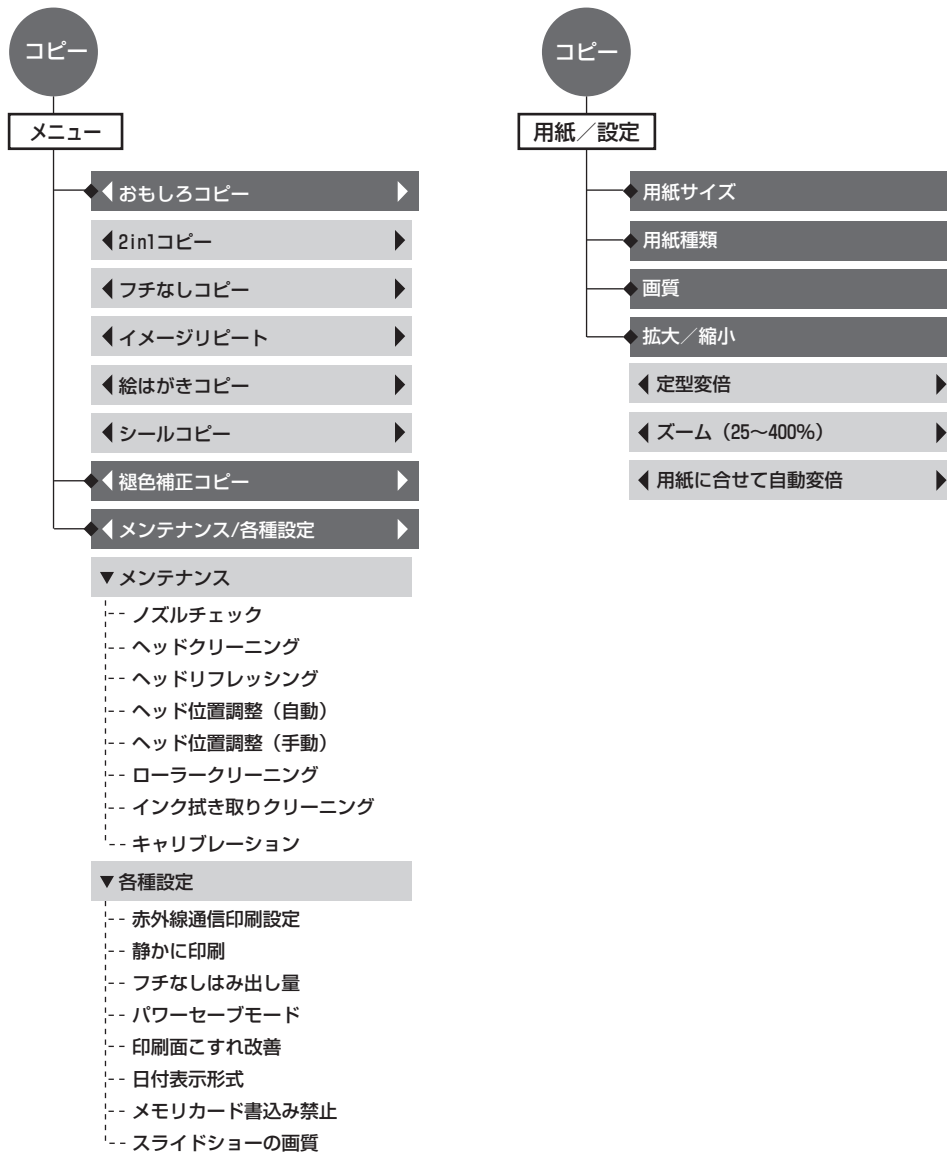 コピー
メニュー
おもしろコピー
2in1コピー
フチなしコピー
イメージリピート
絵はがきコピー
シールコピー
褪色補正コピー
メンテナンス/各種設定
▼メンテナンス
ノズルチェック
ヘッドクリーニング
ヘッドリフレッシング
ヘッド位置調整（自動）
ヘッド位置調整（手動）
ローラークリーニング
インク拭き取りクリーニング
キャリブレーション
▼各種設定
赤外線通信印刷設定
静かに印刷
フチなしはみ出し量
パワーセーブモード
印刷面こすれ改善
日付表示形式
メモリカード書込み禁止
スライドショーの画質
コピー
用紙／設定
用紙サイズ
用紙種類
画質
拡大／縮小
定型変倍
ズーム（25〜400%）
用紙に合せて自動変倍